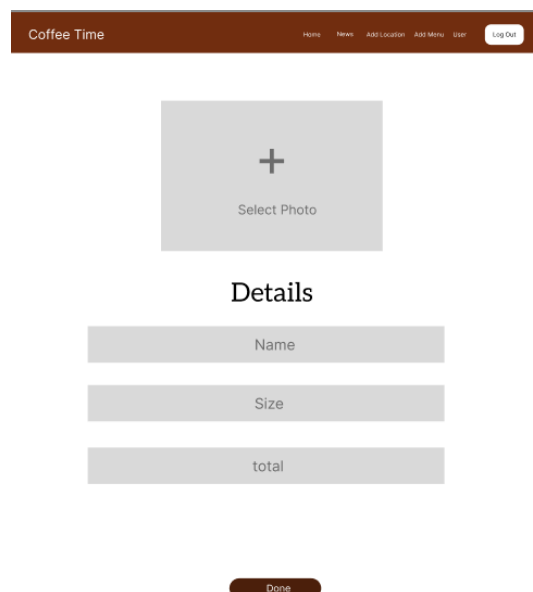 Coffee Time Home News Add Location Add Menu User Log Out
+
Select Photo
Details
Name
Size
total
Done